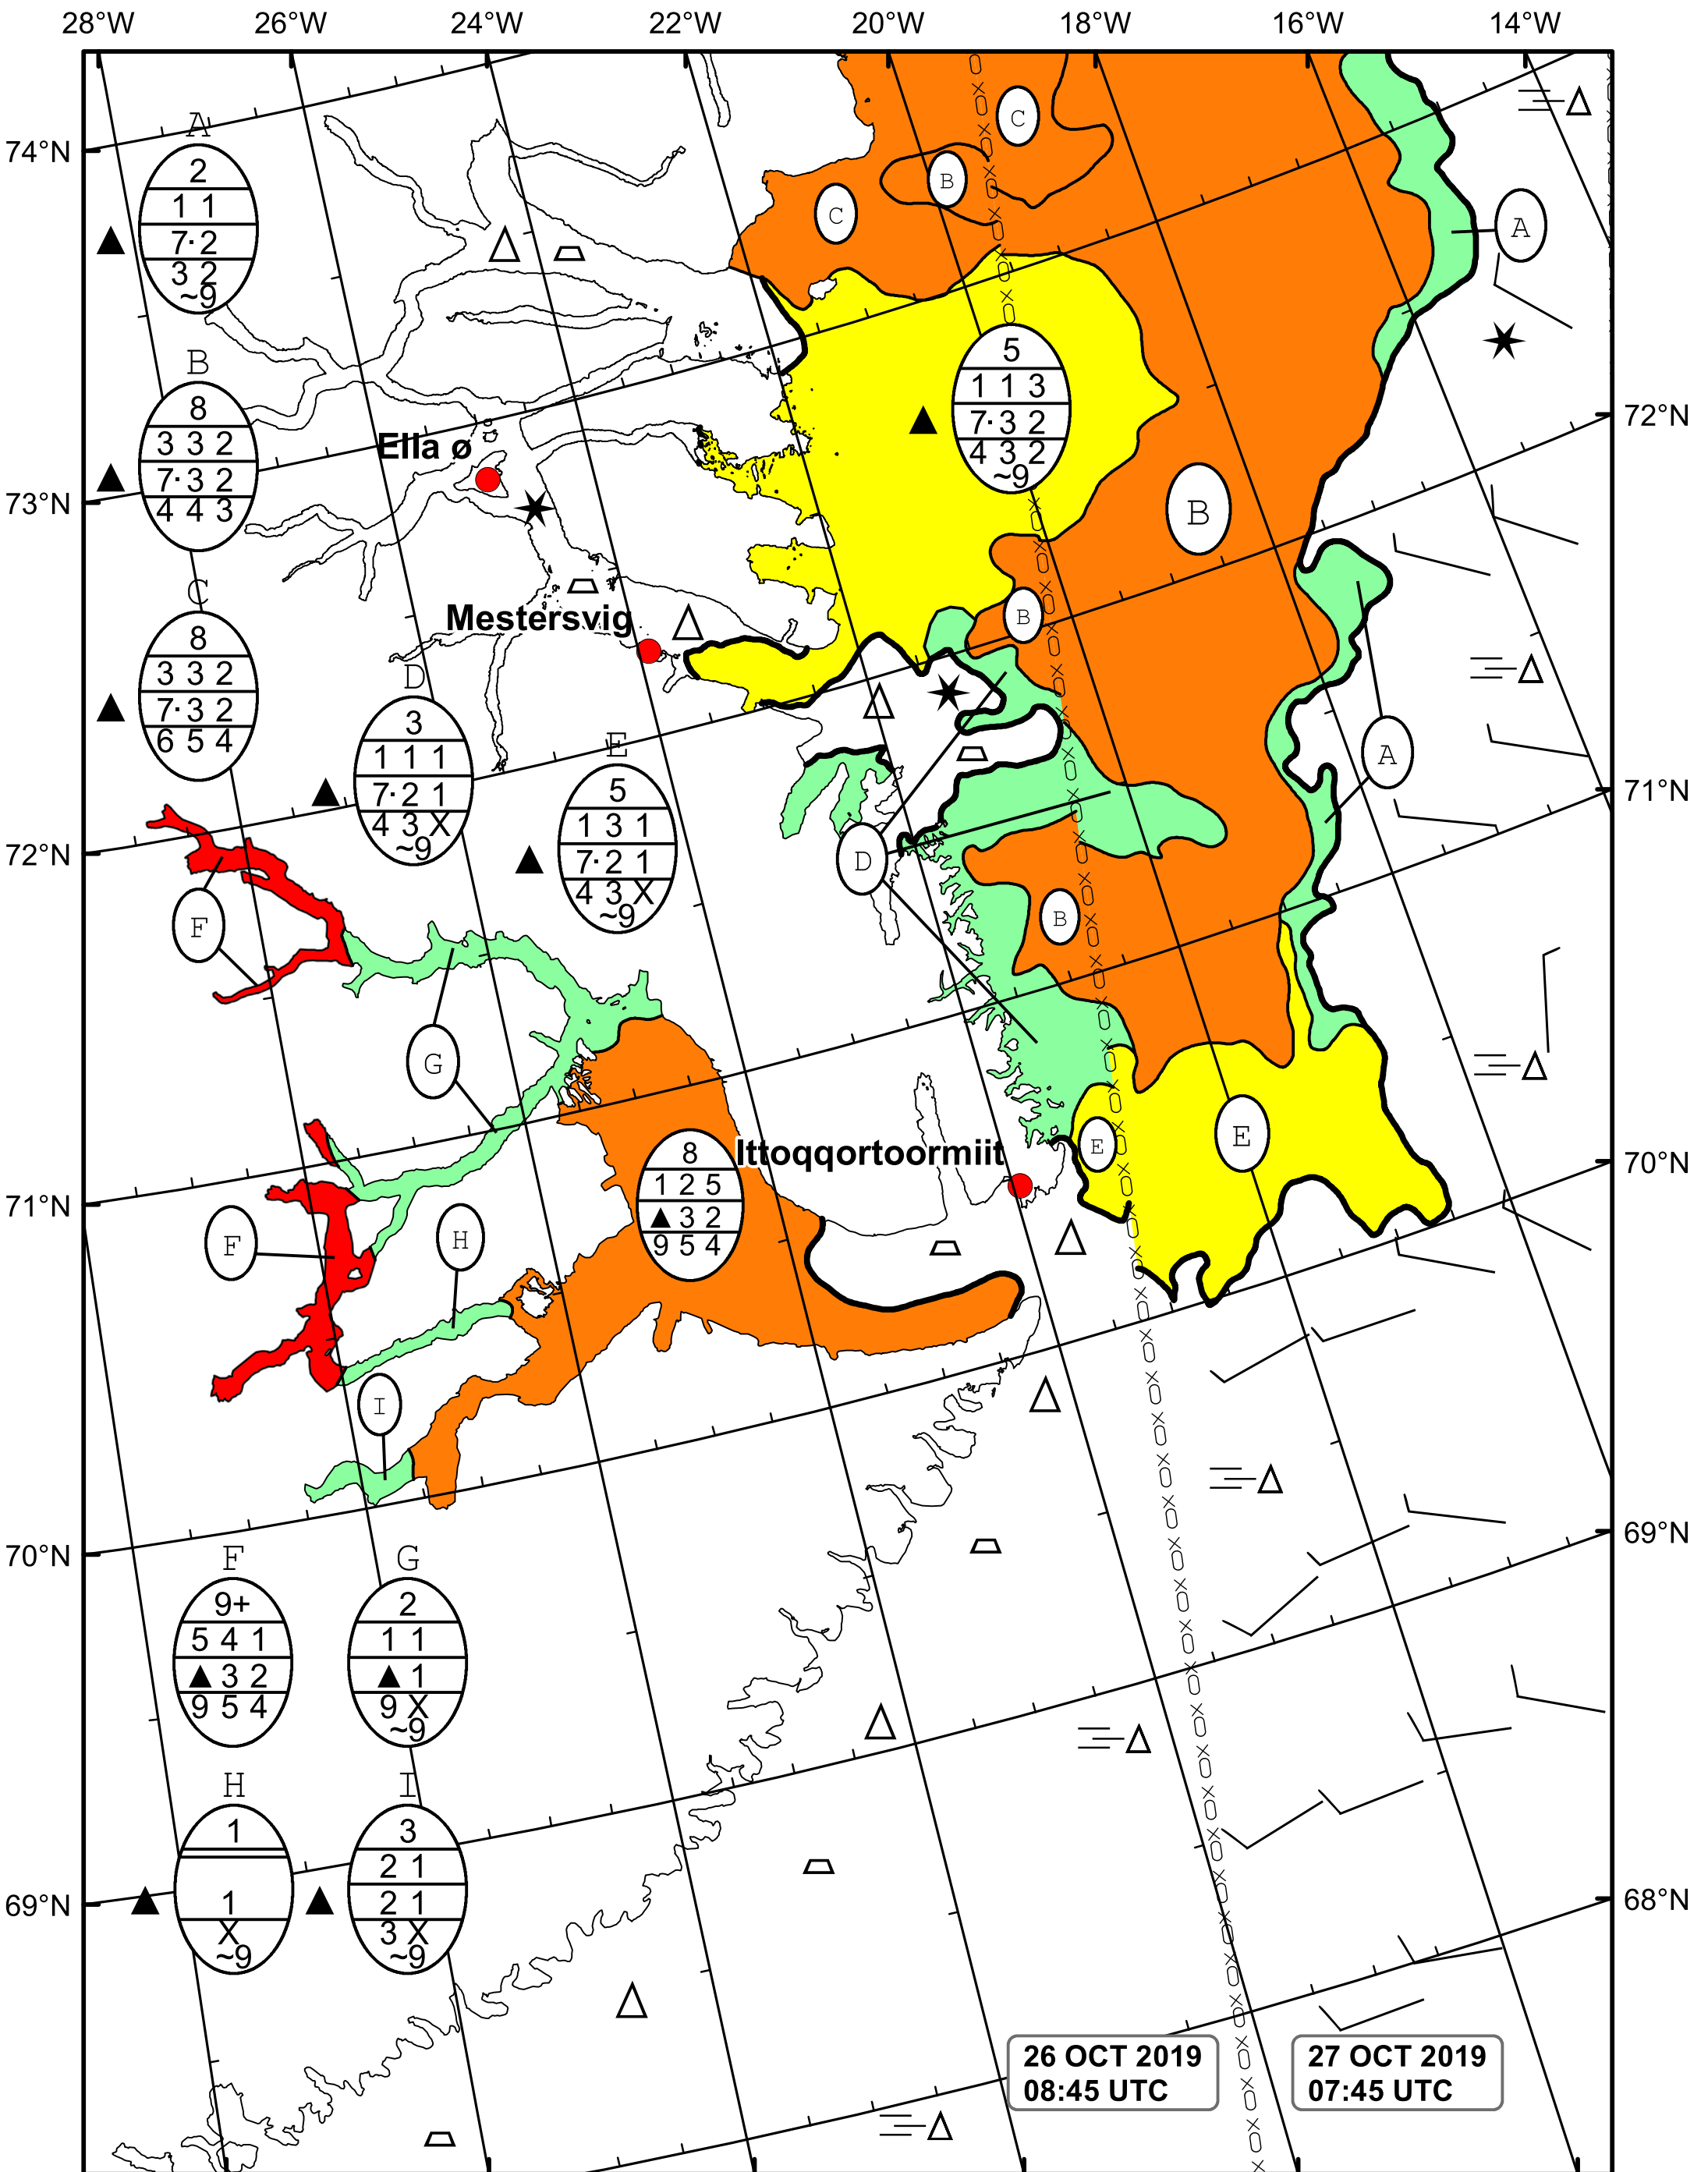 28°W 26°W 24°W 22°W 20°W 18°W 16°W 14°W
74°N
A
2
1 1
7· 2
3 2
~9
C
B
C
A
B
8
3 3 2
7· 3 2
4 4 3
5
1 1 3
7· 3 2
4 3 2
~9
72°N
Ella ø
73°N
B
C
8
3 3 2
7· 3 2
6 5 4
Mestersvig
B
D
3
1 1 1
7· 2 1
4 3 X
~9
E
5
1 3 1
7· 2 1
4 3 X
~9
A
71°N
72°N
D
F
B
G
E
E
Ittoqqortoormiit
8
1 2 5
▲ 3 2
9 5 4
70°N
71°N
F
H
I
69°N
70°N
F
9+
5 4 1
▲ 3 2
9 5 4
G
2
1 1
▲ 1
9 X
~9
H
1
1
X
~9
I
3
2 1
2 1
3 X
~9
69°N
68°N
26 OCT 2019
08:45 UTC
27 OCT 2019
07:45 UTC